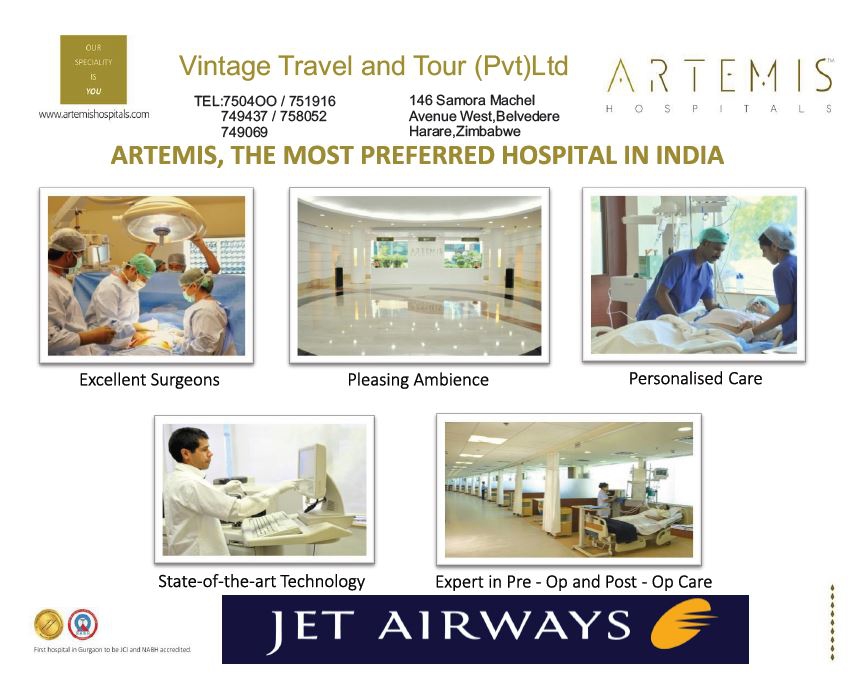 OUR
SPECIALITY
IS
YOU
www.artemishospitals.com
Vintage Travel and Tour (Pvt)Ltd
TEL:7504OO / 751916
749437 / 758052
749069
146 Samora Machel
Avenue West,Belvedere
Harare,Zimbabwe
ARTEMIS™
HOSPITALS
ARTEMIS, THE MOST PREFERRED HOSPITAL IN INDIA
ARTEMIS
Excellent Surgeons
Pleasing Ambience
Personalised Care
State-of-the-art Technology
Expert in Pre - Op and Post - Op Care
JET AIRWAYS
First hospital in Gurgaon to be JCI and NABH accredited.